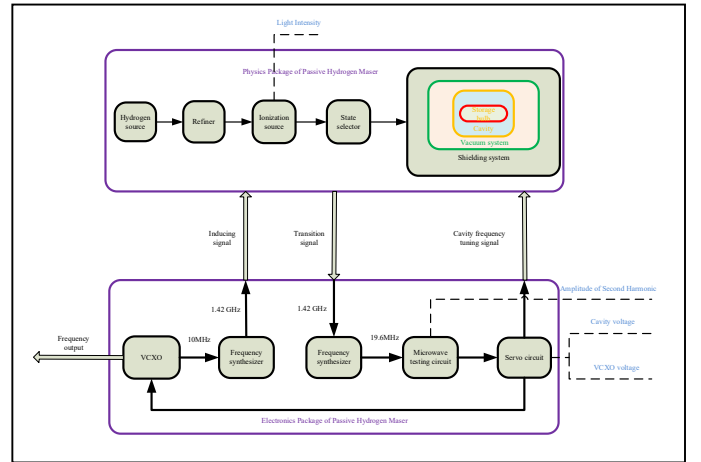 Light Intensity
Physics Package of Passive Hydrogen Maser
Hydrogen
source
Refiner
Ionization
source
State
selector
Storage
bulb
Cavity
Vacuum system
Shielding system
Inducing
signal
Transition
signal
Cavity frequency
tuning signal
1.42 GHz
1.42 GHz
Amplitude of Second Harmonic
Cavity voltage
Frequency
output
10MHz
19.6MHz
VCXO
Frequency
synthesizer
Frequency
synthesizer
Microwave
testing circuit
Servo circuit
VCXO voltage
Electronics Package of Passive Hydrogen Maser